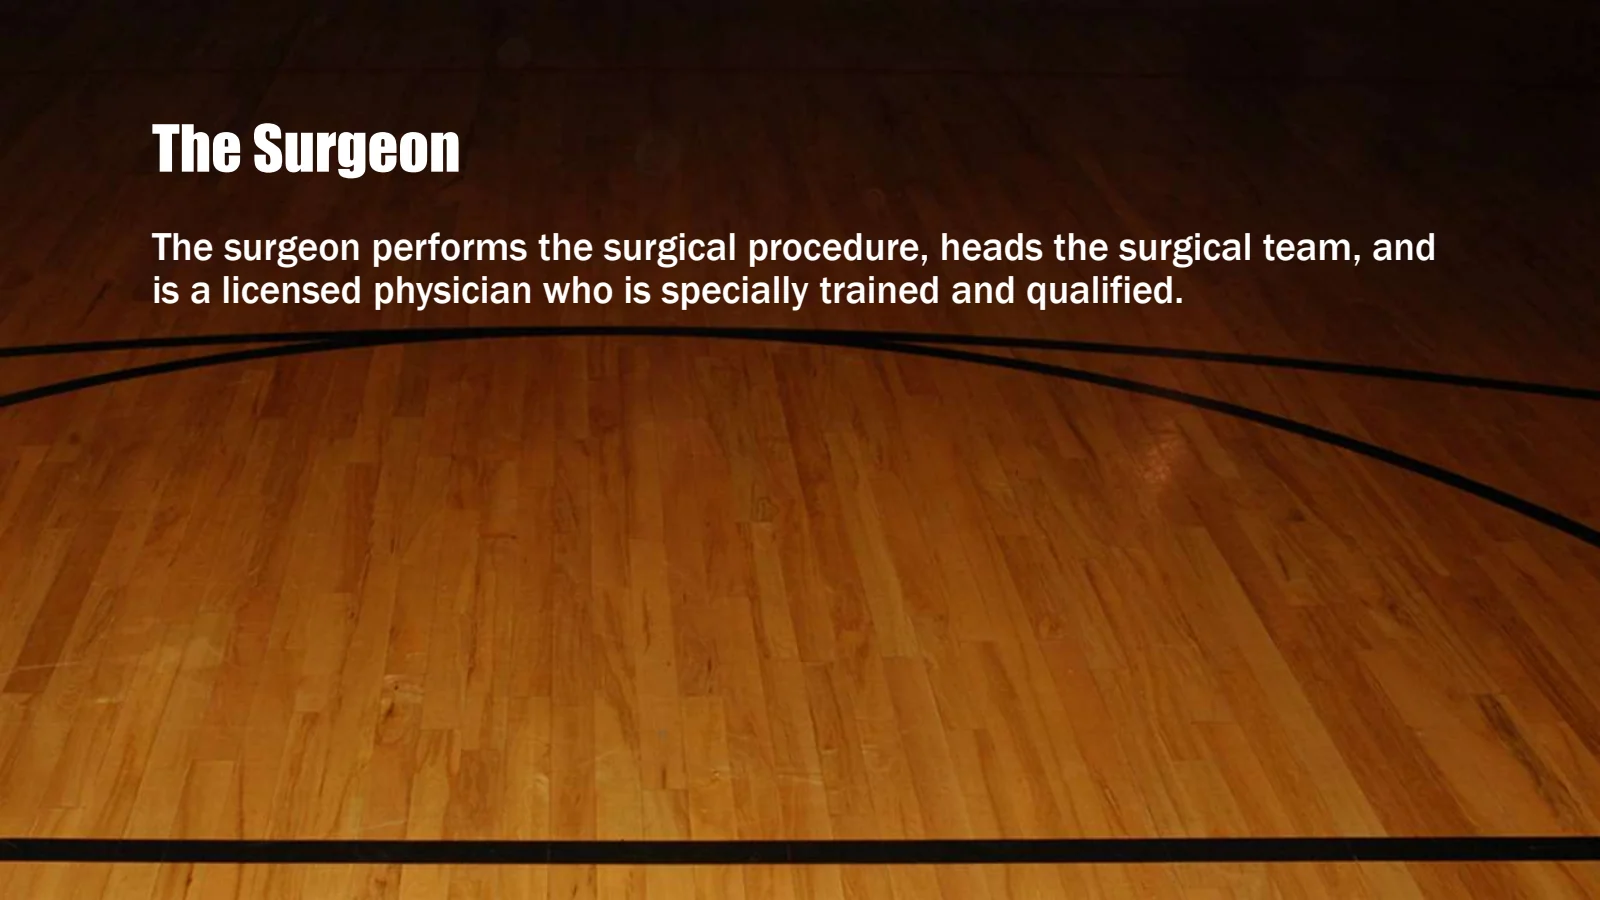 The Surgeon
The surgeon performs the surgical procedure, heads the surgical team, and
is a licensed physician who is specially trained and qualified.